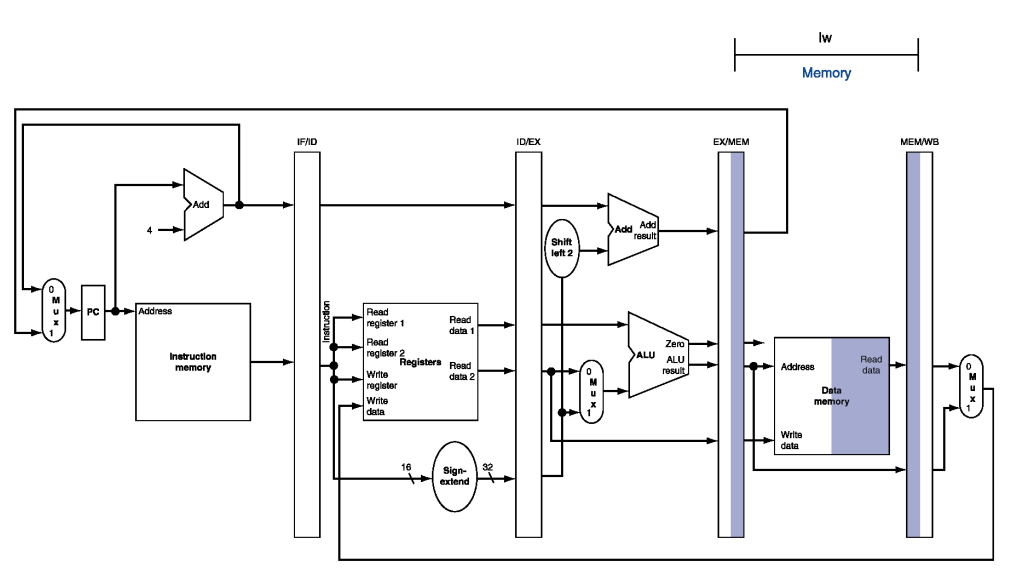 lw
Memory
IF/ID
ID/EX
EX/MEM
MEM/WB
Add
4
Add
Add
result
Shift
left 2
0
M
u
x
1
PC
Address
Instruction
memory
Instruction
Read
register 1
Read
register 2
Write
register
Write
data
Registers
Read
data 1
Read
data 2
16
Sign-
extend
32
0
M
u
x
1
Zero
ALU
ALU
result
Address
Read
data
Data
memory
Write
data
0
M
u
x
1